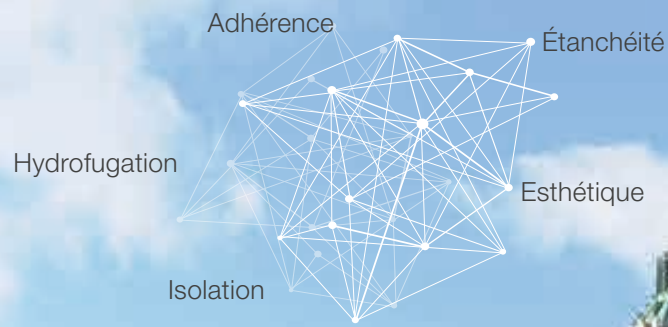 Adhérence
Étanchéité
Hydrofugation
Esthétique
Isolation